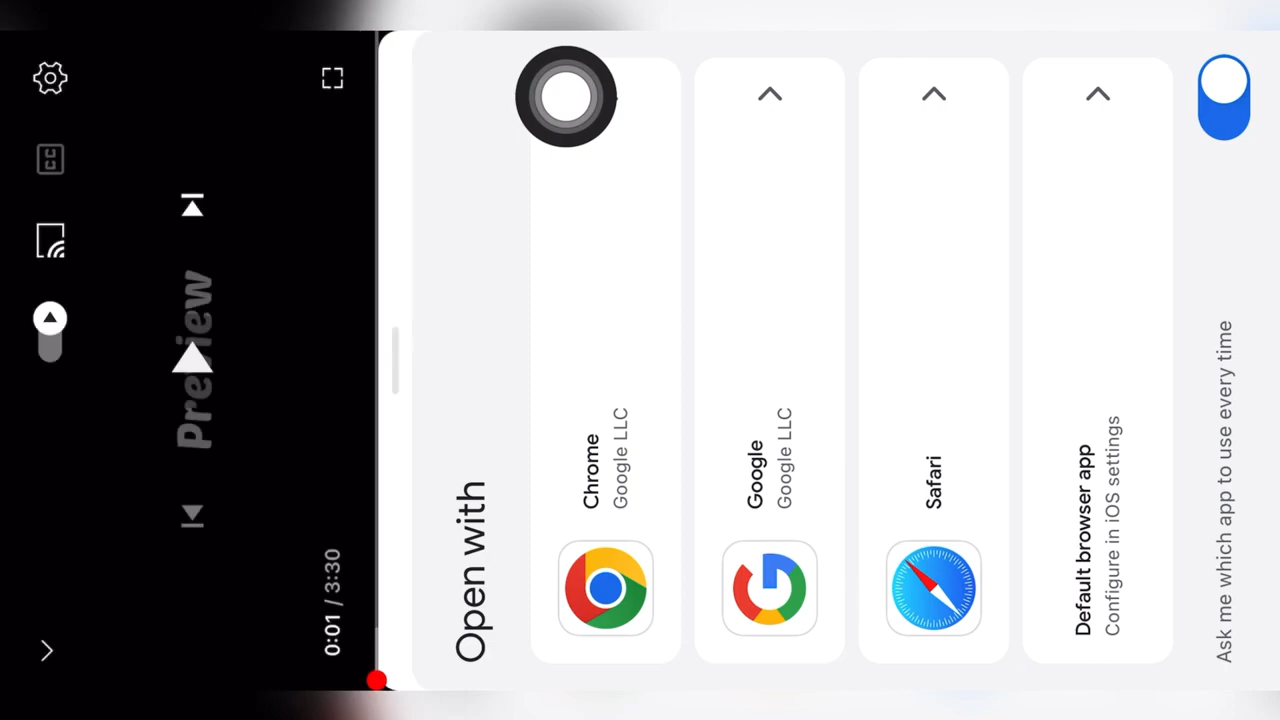 CC
Preview
0:01 / 3:30
Open with
Chrome
Google LLC
Google
Google LLC
Safari
Default browser app
Configure in iOS settings
Ask me which app to use every time